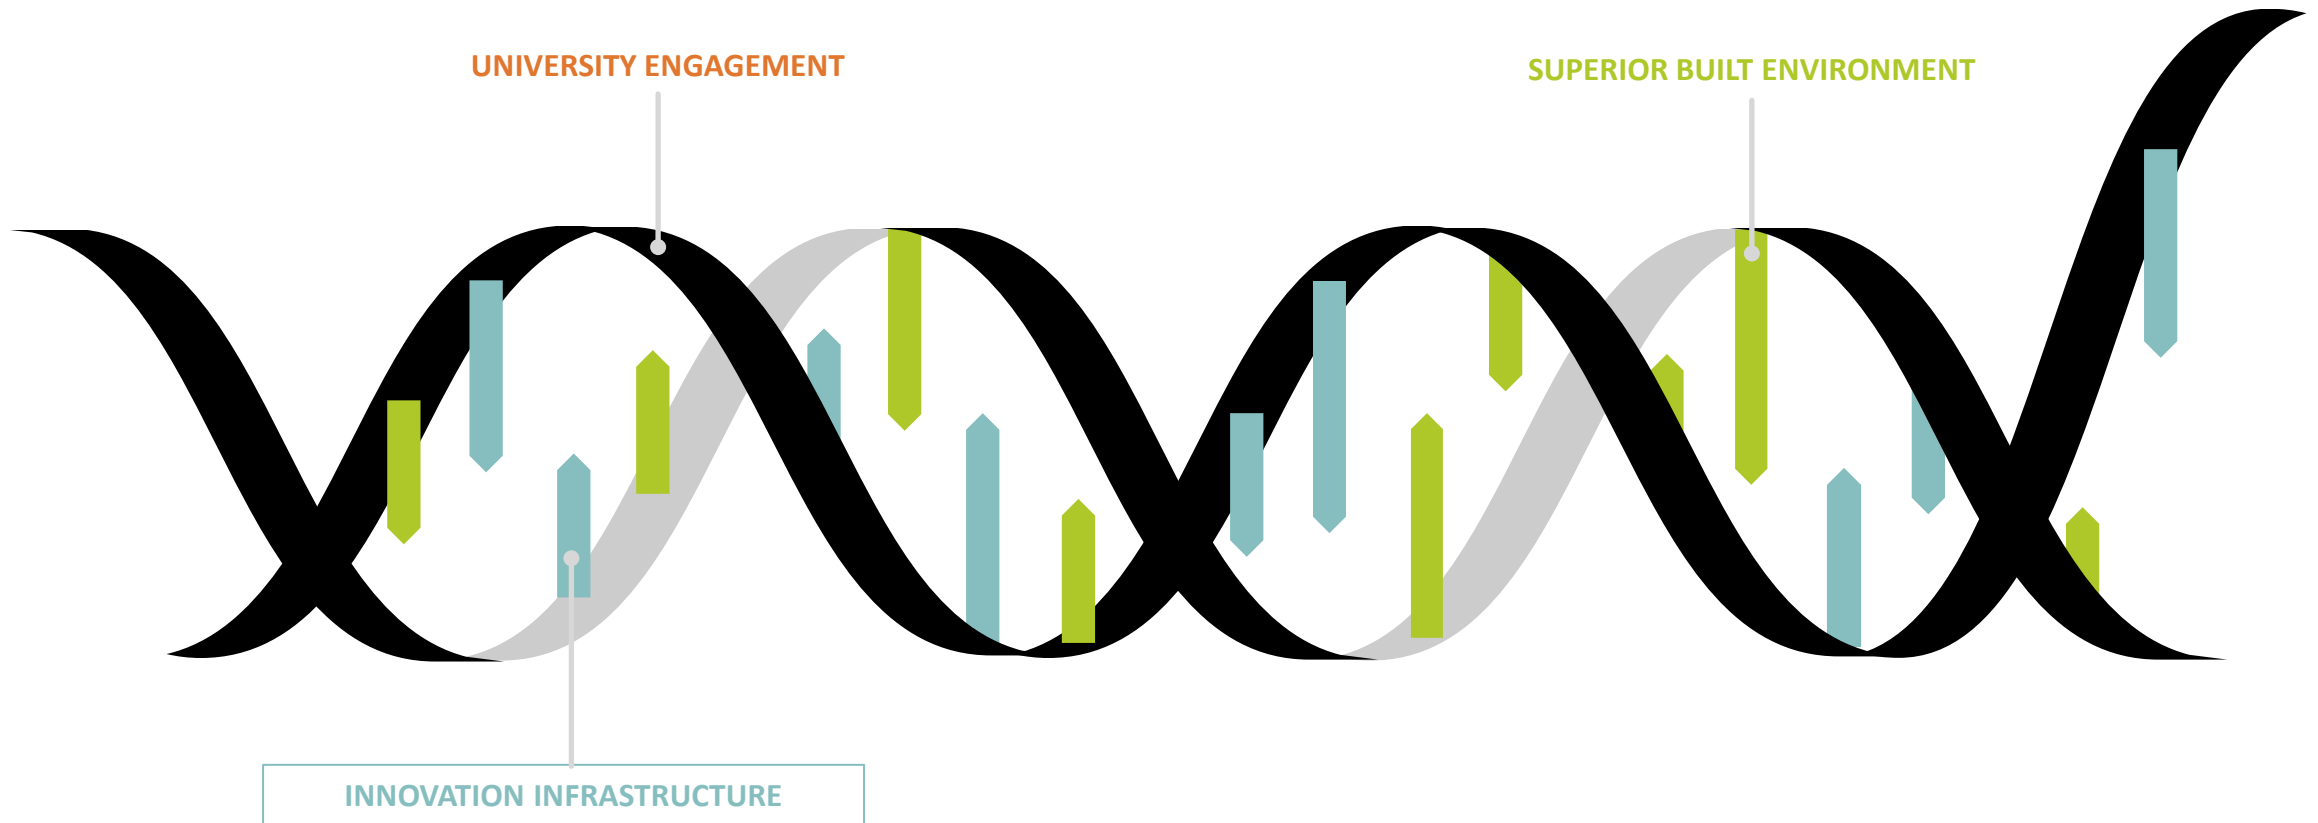 UNIVERSITY ENGAGEMENT
SUPERIOR BUILT ENVIRONMENT
INNOVATION INFRASTRUCTURE